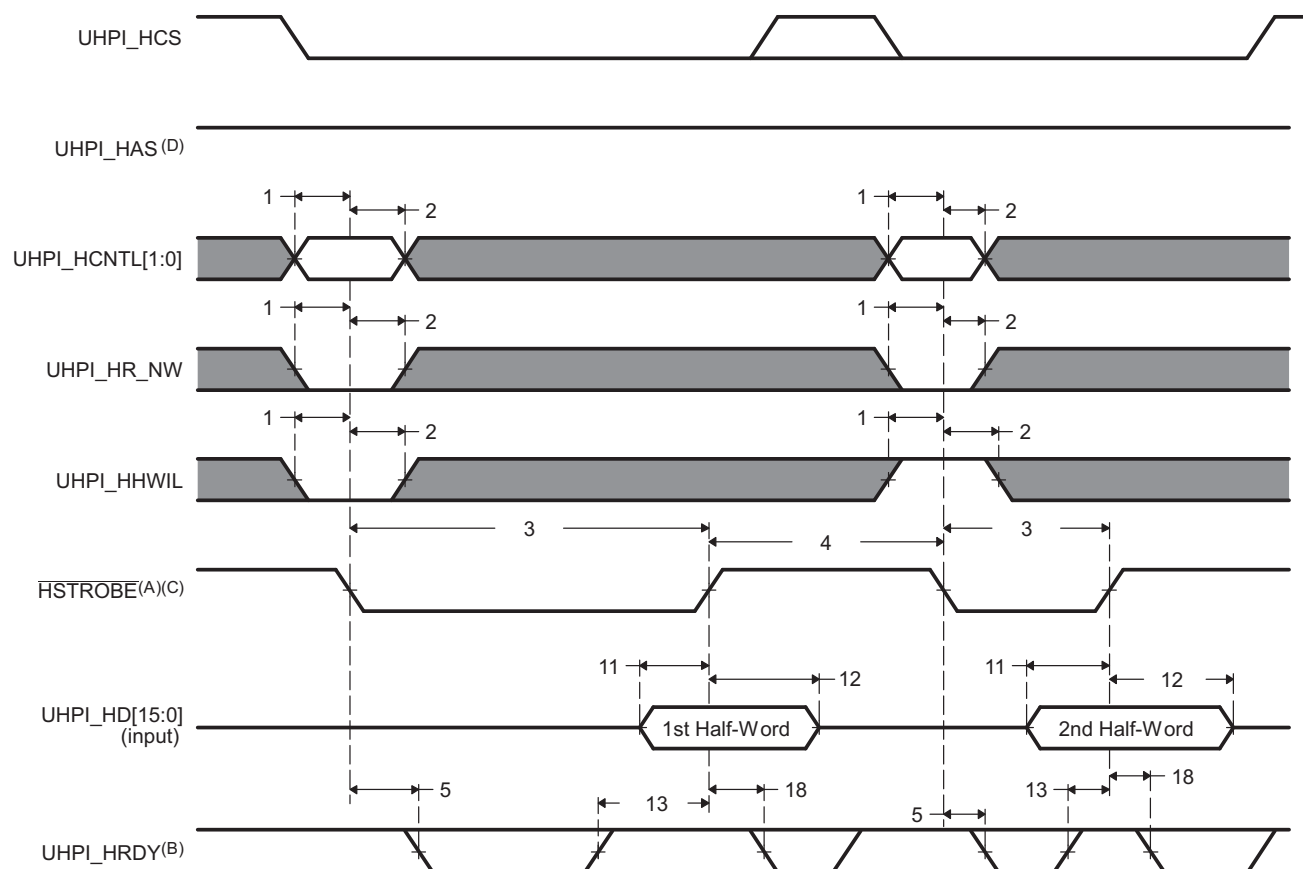 UHPI_HCS
UHPI_HAS (D)
1
2
1
2
UHPI_HCNTL[1:0]
1
2
1
2
UHPI_HR_NW
1
2
1
2
UHPI_HHWIL
3
4
3
HSTROBE(A)(C)
11
12
11
12
UHPI_HD[15:0]
(input)
1st Half-Word
2nd Half-Word
5
13
18
5
13
18
UHPI_HRDY(B)